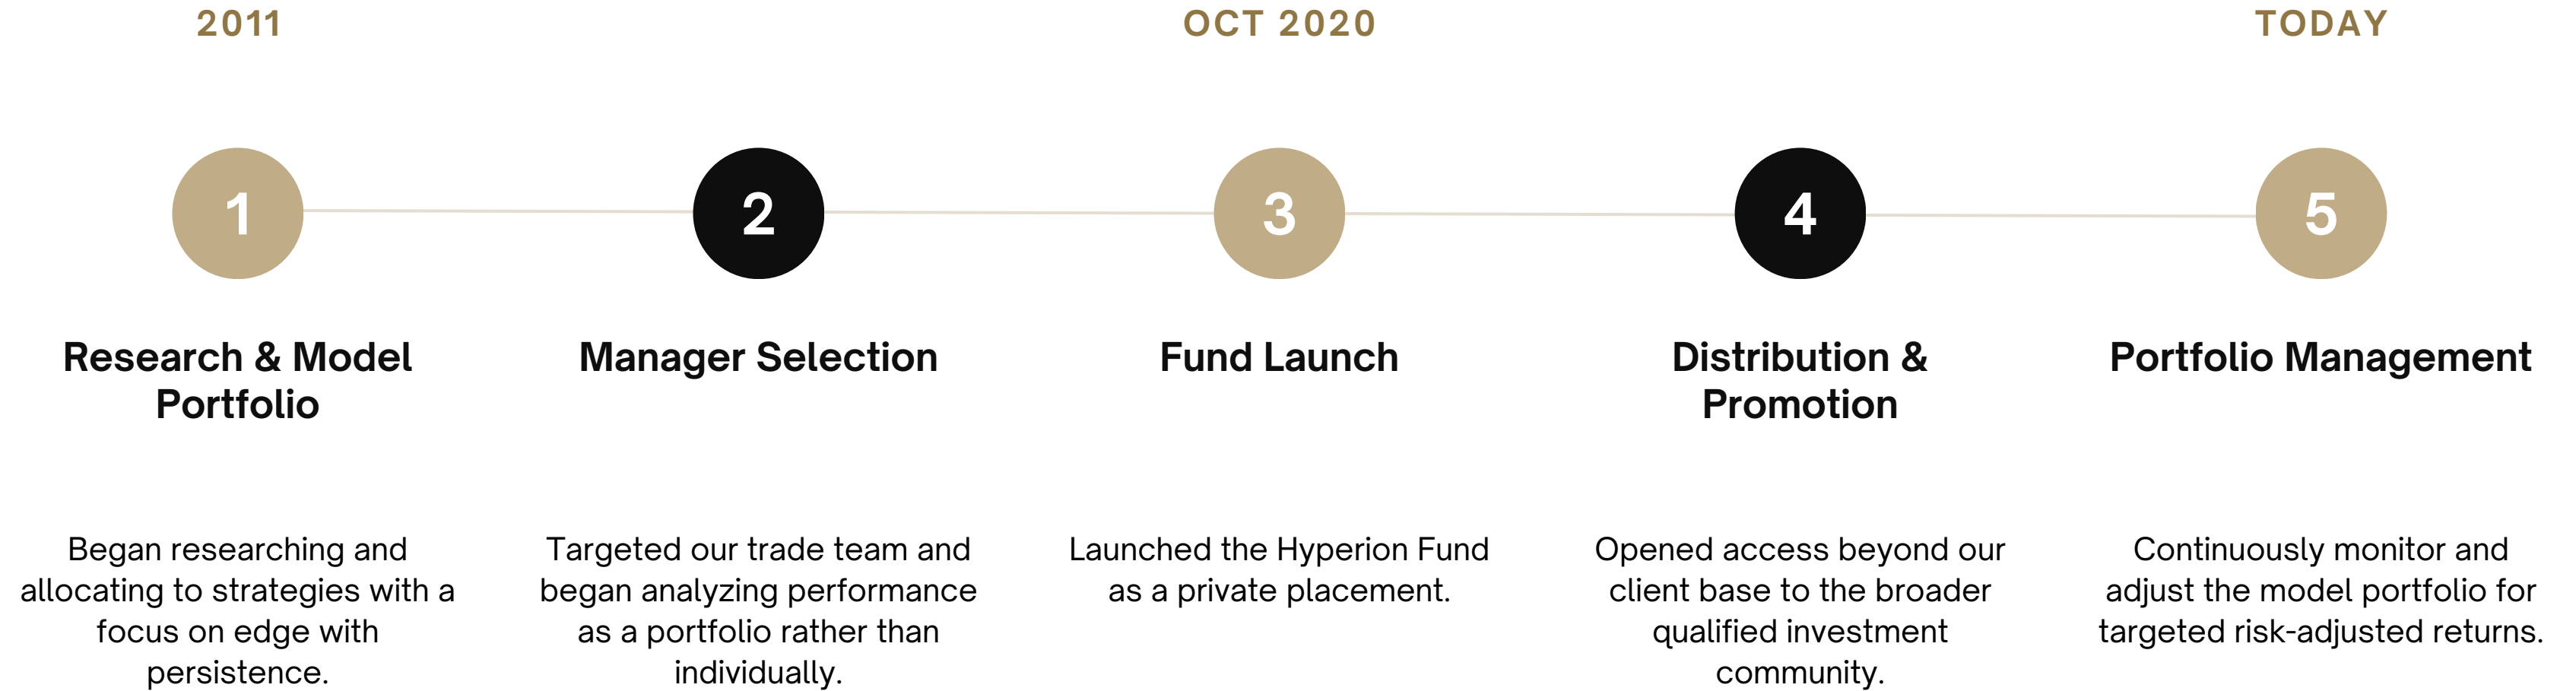 2011
OCT 2020
TODAY
1
2
3
4
5
Research & Model
Portfolio
Manager Selection
Fund Launch
Distribution &
Promotion
Portfolio Management
Began researching and
allocating to strategies with a
focus on edge with
persistence.
Targeted our trade team and
began analyzing performance
as a portfolio rather than
individually.
Launched the Hyperion Fund
as a private placement.
Opened access beyond our
client base to the broader
qualified investment
community.
Continuously monitor and
adjust the model portfolio for
targeted risk-adjusted returns.